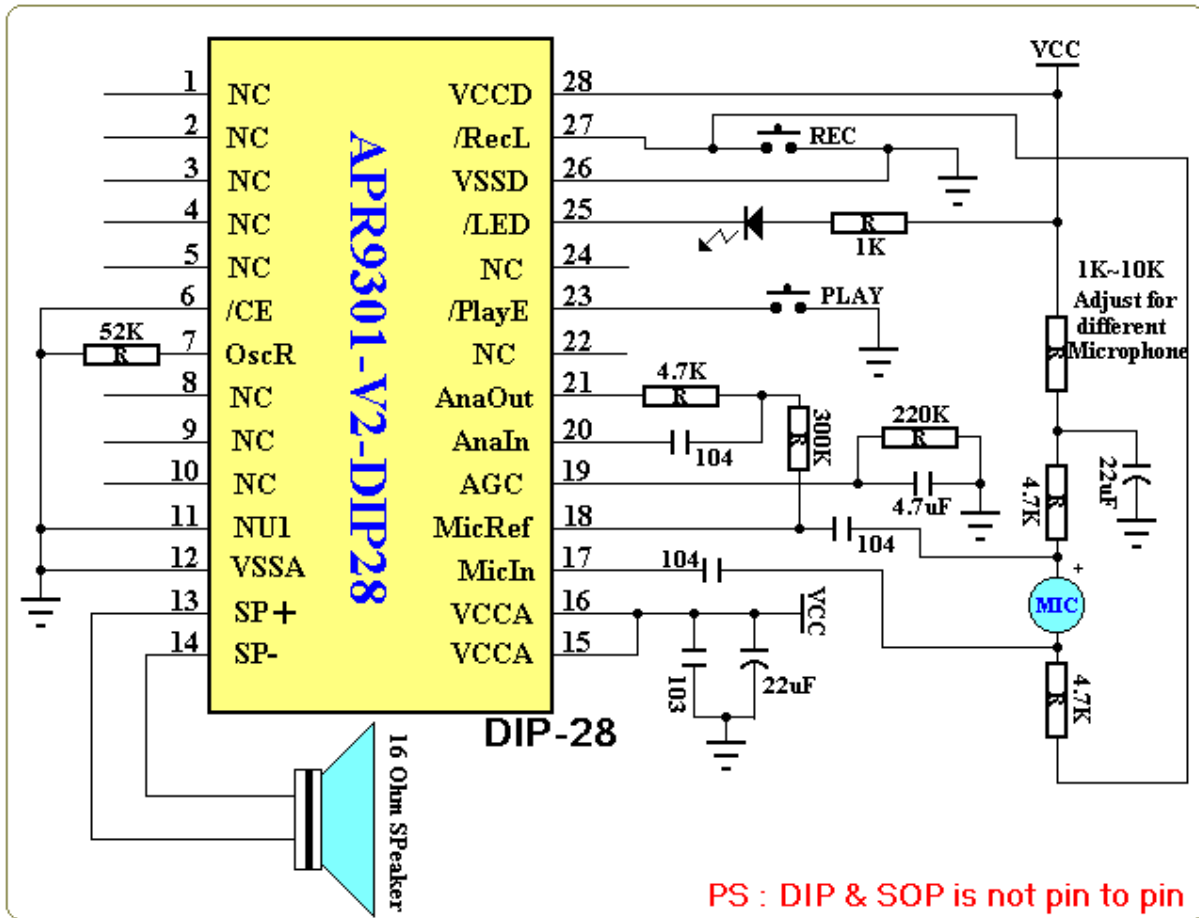 VCC
1 NC VCCD 28
2 NC /RecL 27 REC
3 NC VSSD 26
4 NC /LED 25 R 1K
5 NC NC 24
6 /CE /PlayE 23 PLAY
52K R 7 OscR NC 22
8 NC AnaOut 21 4.7K R
9 NC AnaIn 20 104
10 NC AGC 19
11 NU1 MicRef 18 104
12 VSSA MicIn 17 104
13 SP+ VCCA 16
14 SP- VCCA 15
APR9301-V2-DIP28
DIP-28
1K~10K
Adjust for
different
Microphone
R
300K
R
220K
R
4.7uF
4.7K
R
22uF
+
MIC
4.7K
R
VCC
103
22uF
16 Ohm SPeaker
PS : DIP & SOP is not pin to pin